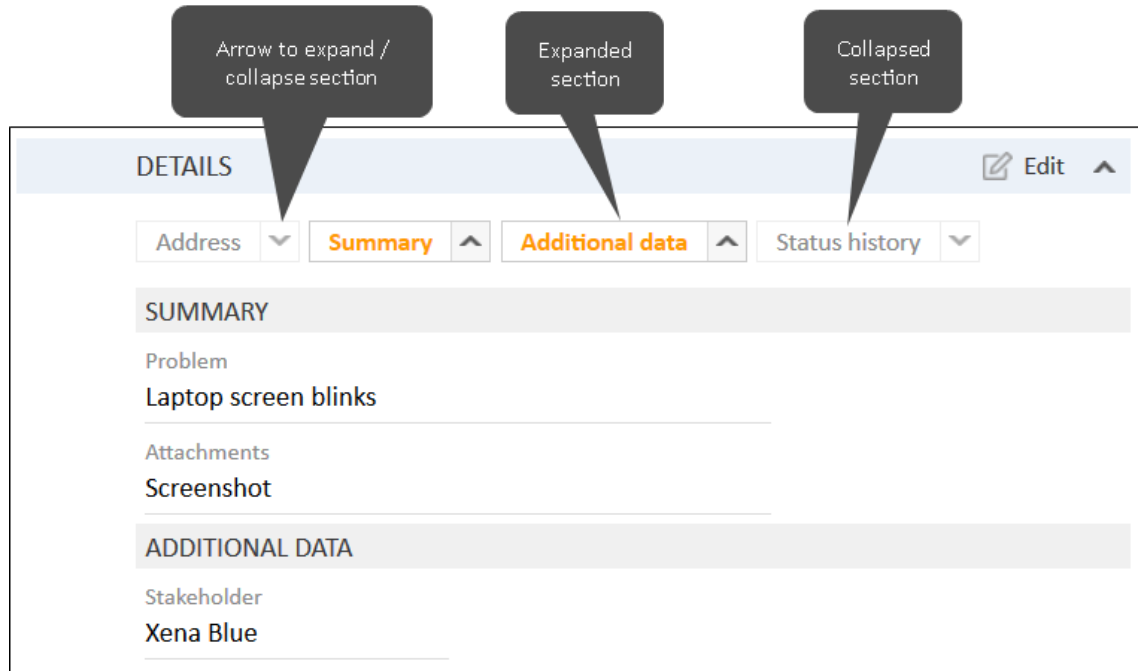 Arrow to expand /
collapse section
Expanded
section
Collapsed
section
DETAILS
Edit
Address
Summary
Additional data
Status history
SUMMARY
Problem
Laptop screen blinks
Attachments
Screenshot
ADDITIONAL DATA
Stakeholder
Xena Blue